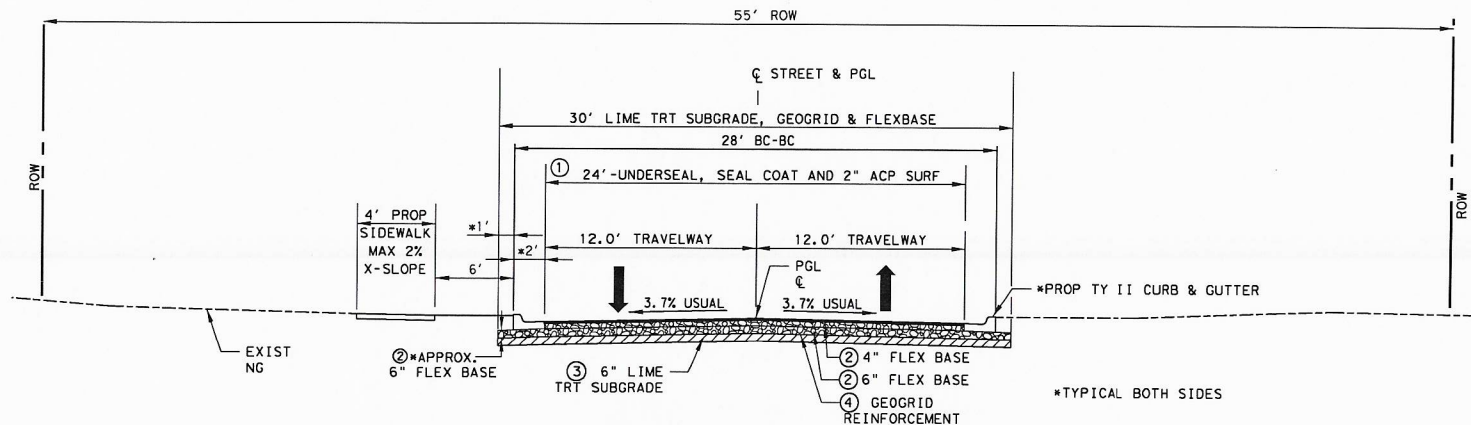 55' ROW
℄ STREET & PGL
30' LIME TRT SUBGRADE, GEOGRID & FLEXBASE
28' BC-BC
① 24'-UNDERSEAL, SEAL COAT AND 2" ACP SURF
ROW
ROW
4' PROP
SIDEWALK
MAX 2%
X-SLOPE
*1'
*2'
6'
12.0' TRAVELWAY
12.0' TRAVELWAY
PGL
℄
3.7% USUAL
3.7% USUAL
*PROP TY II CURB & GUTTER
EXIST
NG
② *APPROX.
6" FLEX BASE
③ 6" LIME
TRT SUBGRADE
② 4" FLEX BASE
② 6" FLEX BASE
④ GEOGRID
REINFORCEMENT
*TYPICAL BOTH SIDES